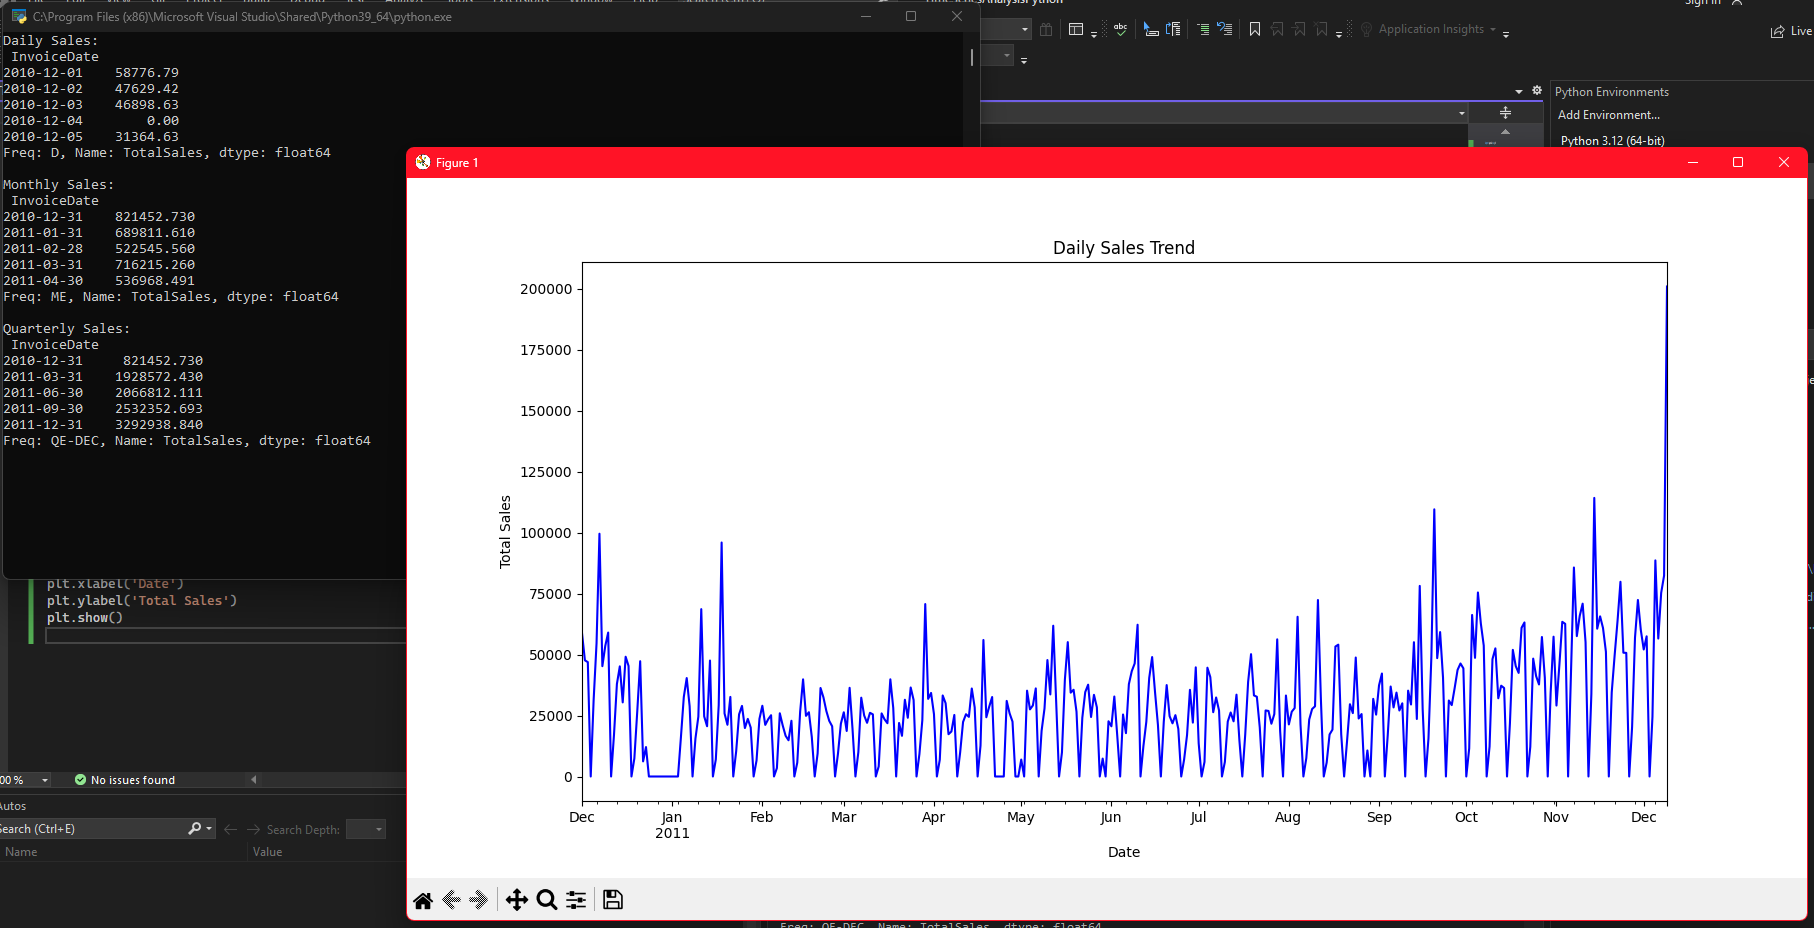 C:\Program Files (x86)\Microsoft Visual Studio\Shared\Python39_64\python.exe
Daily Sales:
InvoiceDate
2010-12-01    58776.79
2010-12-02    47629.42
2010-12-03    46898.63
2010-12-04        0.00
2010-12-05    31364.63
Freq: D, Name: TotalSales, dtype: float64
Monthly Sales:
InvoiceDate
2010-12-31    821452.730
2011-01-31    689811.610
2011-02-28    522545.560
2011-03-31    716215.260
2011-04-30    536968.491
Freq: ME, Name: TotalSales, dtype: float64
Quarterly Sales:
InvoiceDate
2010-12-31     821452.730
2011-03-31    1928572.430
2011-06-30    2066812.111
2011-09-30    2532352.693
2011-12-31    3292938.840
Freq: QE-DEC, Name: TotalSales, dtype: float64
Application Insights
Live
Python Environments
Add Environment...
Python 3.12 (64-bit)
Figure 1
Daily Sales Trend
200000
175000
150000
125000
100000
75000
50000
25000
0
Total Sales
Dec Jan Feb Mar Apr May Jun Jul Aug Sep Oct Nov Dec
2011
Date
plt.xlabel('Date')
plt.ylabel('Total Sales')
plt.show()
00 %
No issues found
Autos
Search (Ctrl+E)
Search Depth:
Name Value
Freq: QE-DEC, Name: TotalSales, dtype: float64